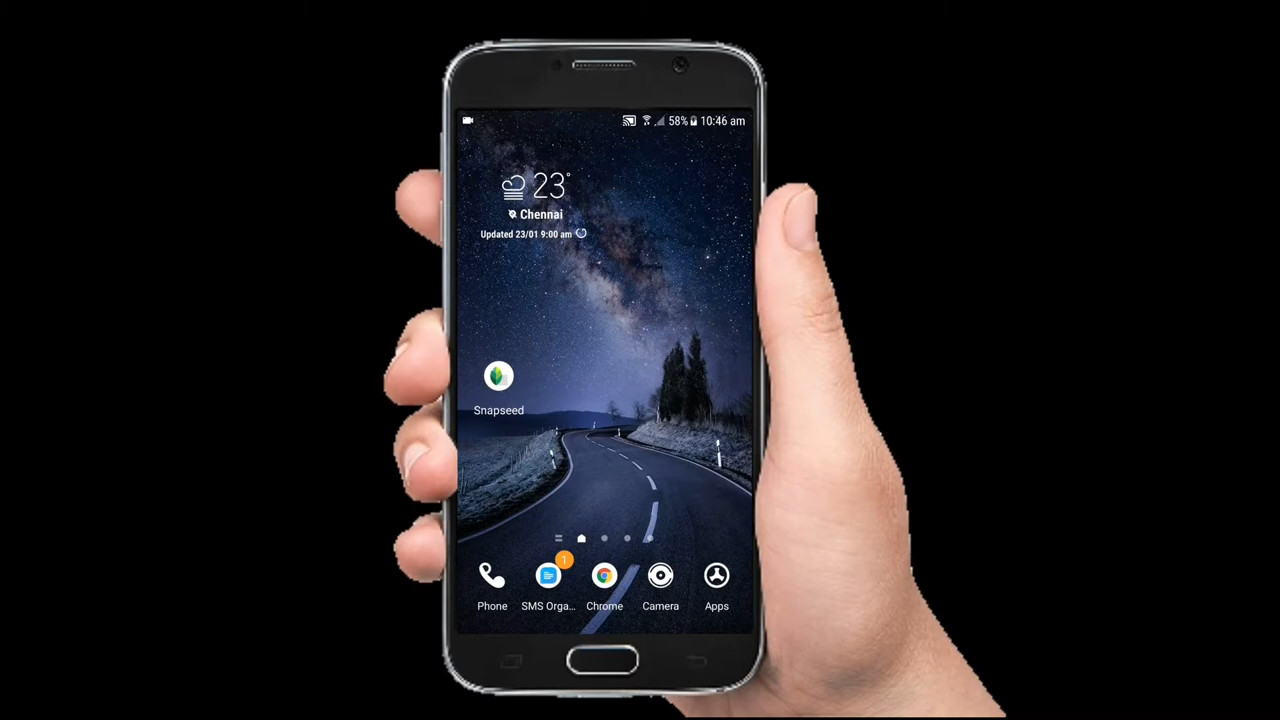 58% 10:46 am
23°
Chennai
Updated 23/01 9:00 am
Snapseed
1
Phone
SMS Orga...
Chrome
Camera
Apps